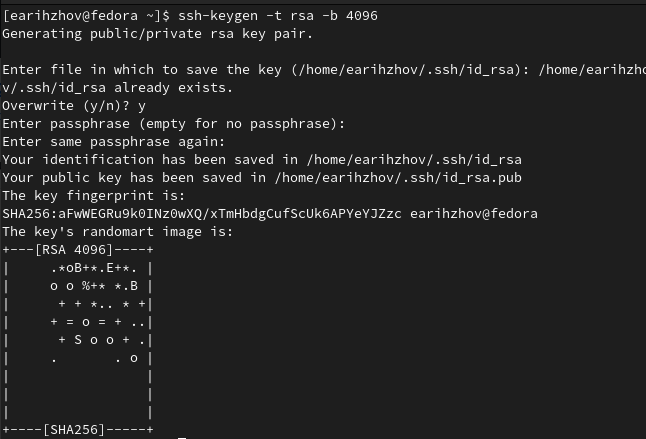 [earihzhov@fedora ~]$ ssh-keygen -t rsa -b 4096
Generating public/private rsa key pair.
Enter file in which to save the key (/home/earihzhov/.ssh/id_rsa): /home/earihzho
v/.ssh/id_rsa already exists.
Overwrite (y/n)? y
Enter passphrase (empty for no passphrase):
Enter same passphrase again:
Your identification has been saved in /home/earihzhov/.ssh/id_rsa
Your public key has been saved in /home/earihzhov/.ssh/id_rsa.pub
The key fingerprint is:
SHA256:aFwWEGRu9k0INz0wXQ/xTmHbdgCufScUk6APYeYJZzc earihzhov@fedora
The key's randomart image is:
+---[RSA 4096]----+
|     .*oB+*.E+*. |
|     o o %+* *.B |
|      + + *.. * +|
|     + = o = + ..|
|      + S o o + .|
|     .       . o |
|                 |
|                 |
|                 |
+----[SHA256]-----+